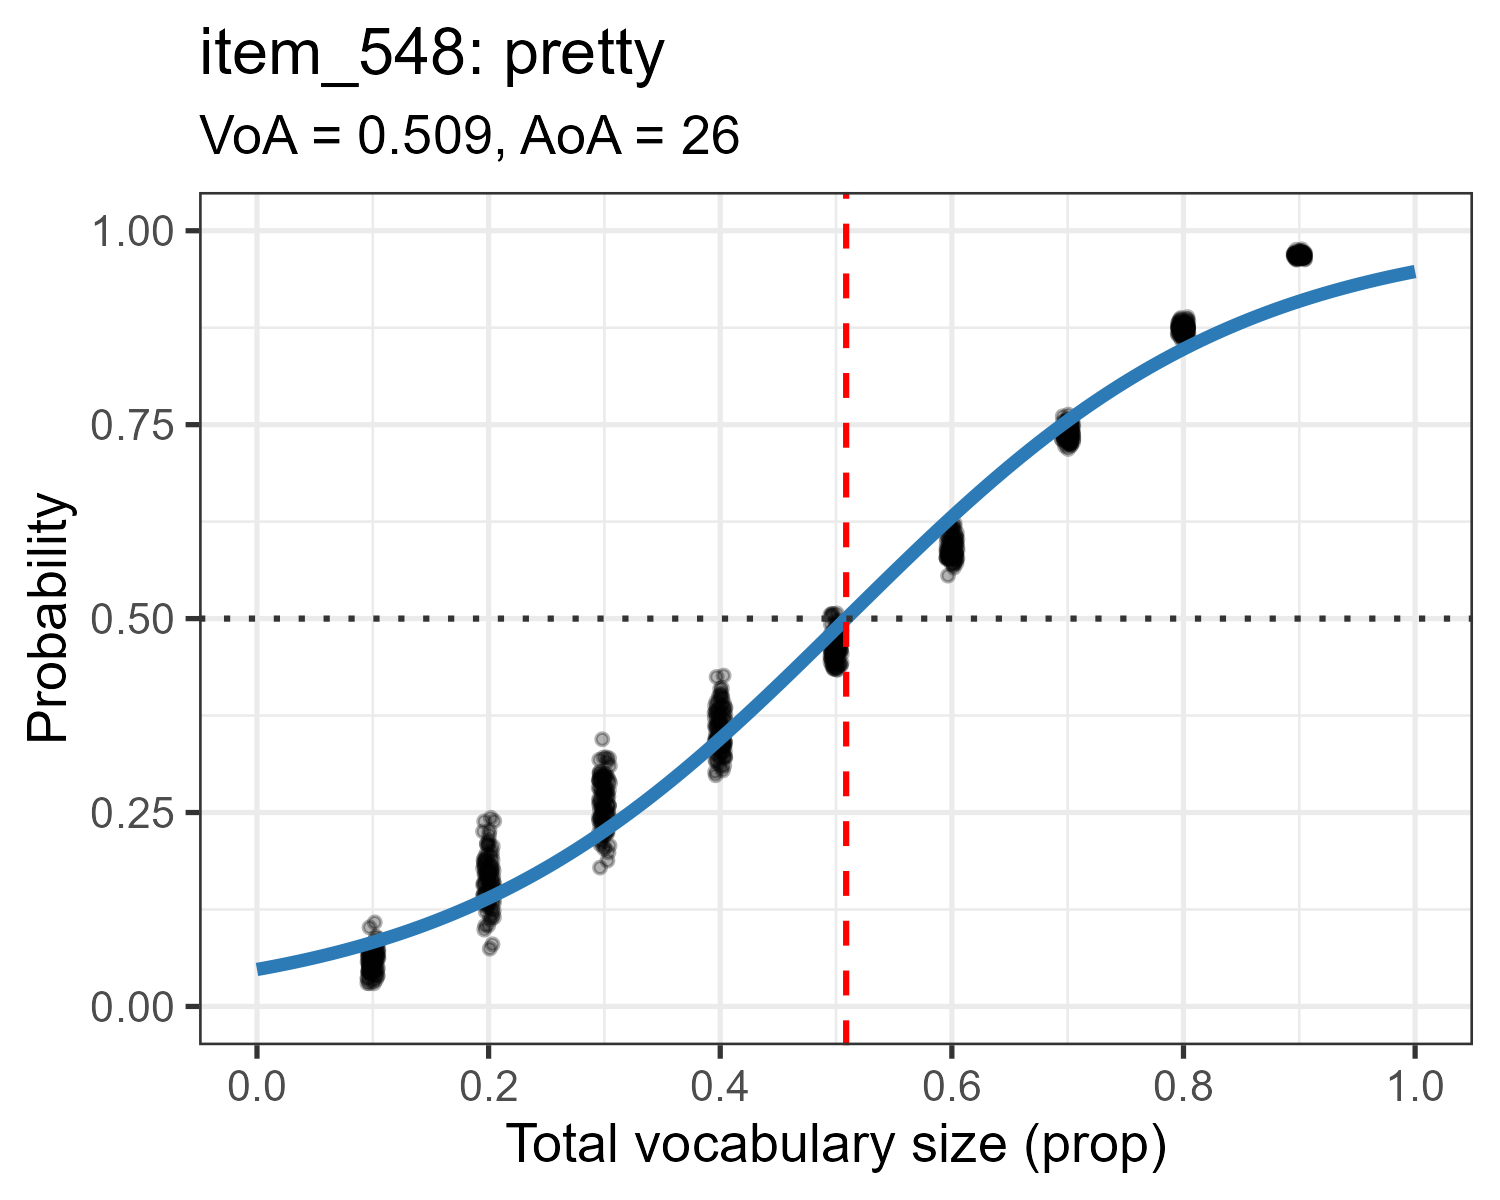 item_548: pretty
VoA = 0.509, AoA = 26
1.00
0.75
0.50
0.25
0.00
Probability
0.0 0.2 0.4 0.6 0.8 1.0
Total vocabulary size (prop)